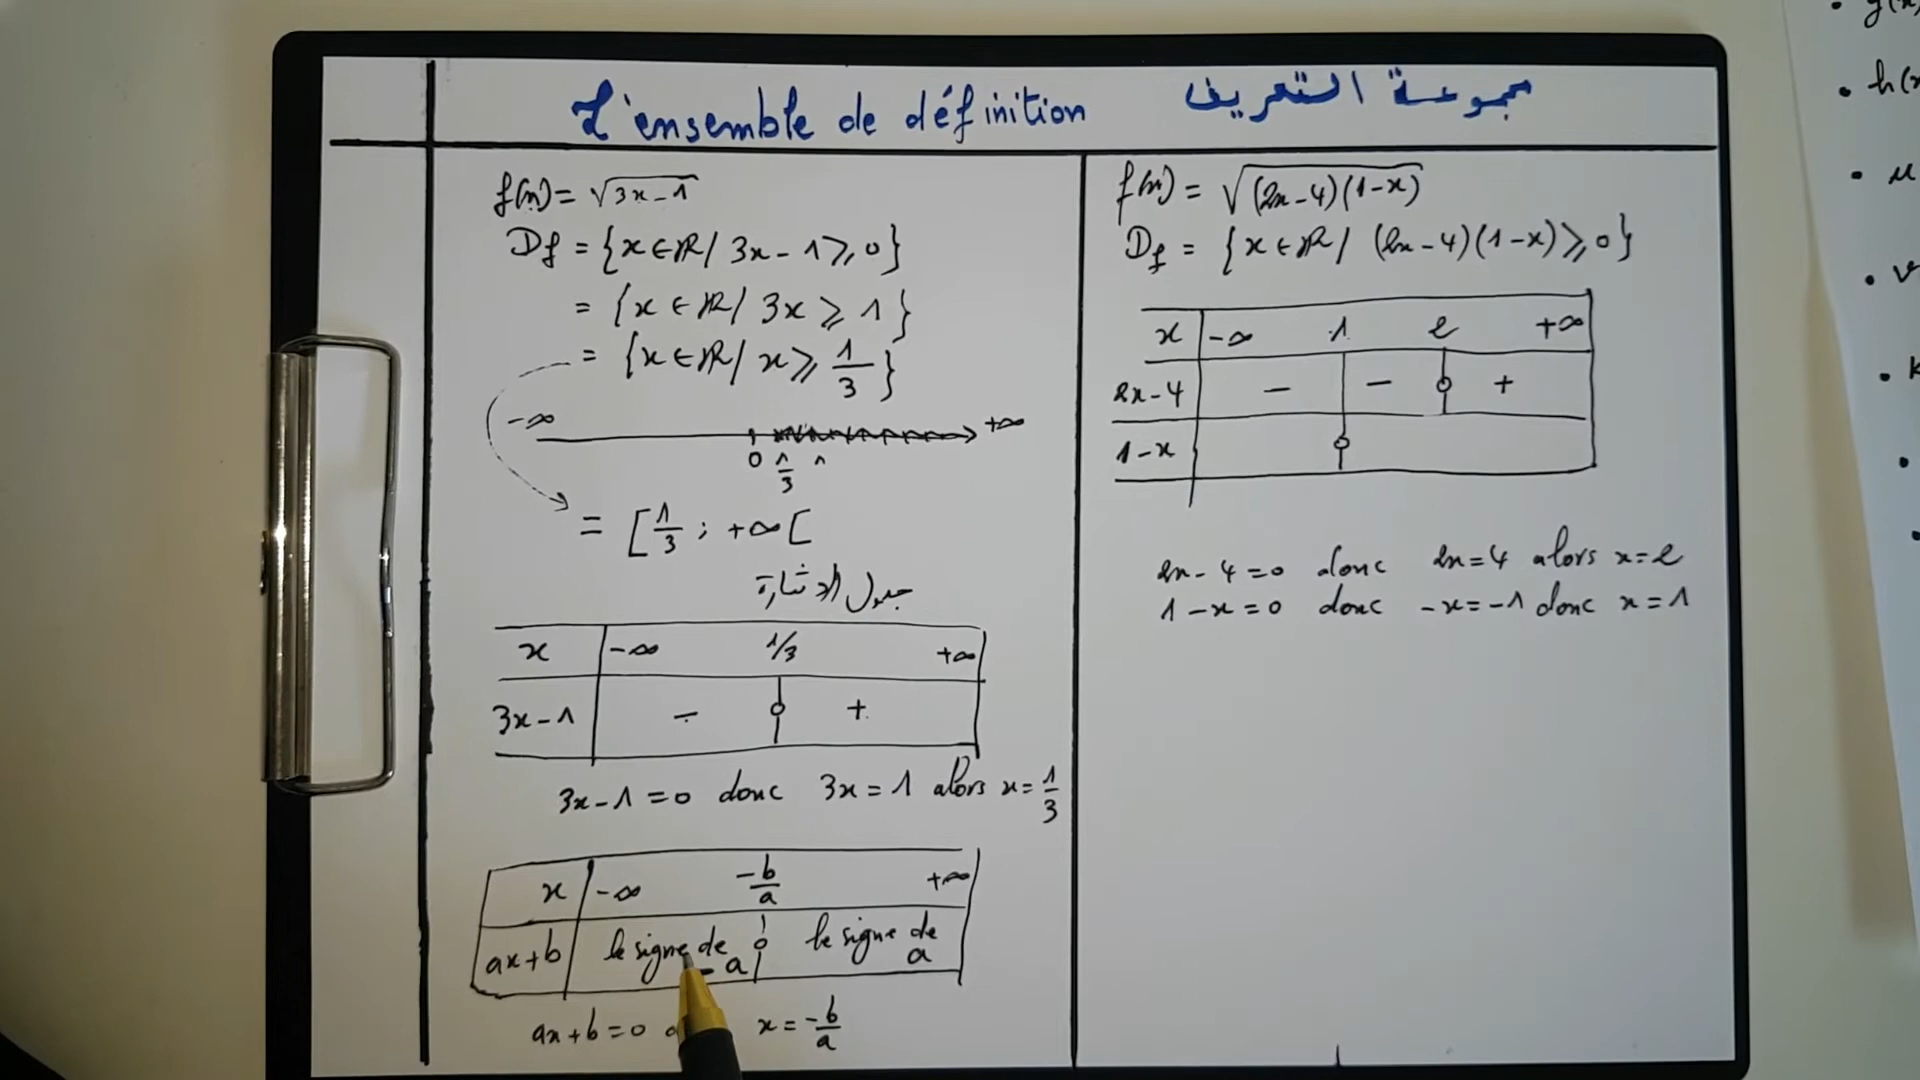 L'ensemble de définition مجموعة التعريف
f(x) = √3x-1
Df = {x∈ℝ/ 3x-1⩾0}
= {x∈ℝ/ 3x ⩾ 1}
= {x∈ℝ/ x⩾ 1/3}
-∞ +∞
0 1/3 1
= [1/3 ; +∞[
جدول الإشارة
x -∞ 1/3 +∞
3x-1 - 0 +
3x-1=0 donc 3x=1 alors x=1/3
x -∞ -b/a +∞
ax+b le signe de -a 0 le signe de a
ax+b=0 x=-b/a
f(x) = √(2x-4)(1-x)
Df = {x∈ℝ/ (2x-4)(1-x)⩾0}
x -∞ 1 2 +∞
2x-4 - - 0 +
1-x 0
2x-4=0 donc 2x=4 alors x=2
1-x=0 donc -x=-1 donc x=1
• h(x